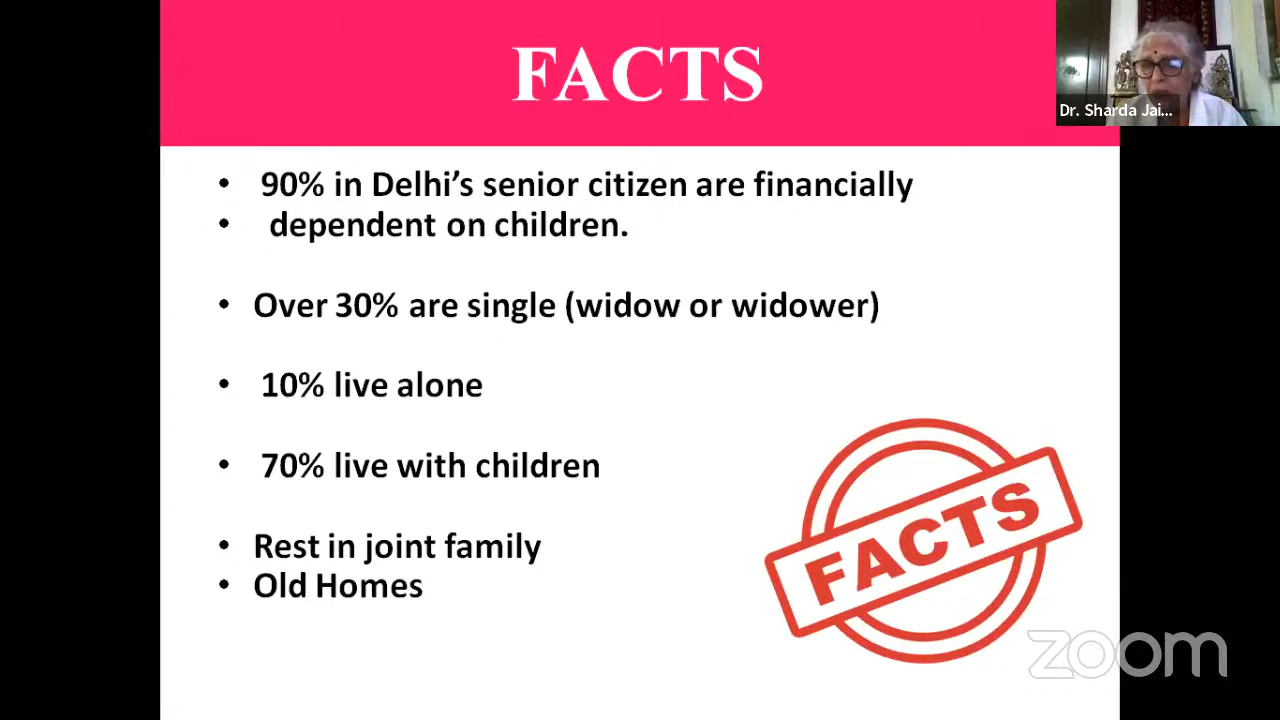 FACTS
Dr. Sharda Jai...
• 90% in Delhi’s senior citizen are financially
• dependent on children.
• Over 30% are single (widow or widower)
• 10% live alone
• 70% live with children
• Rest in joint family
• Old Homes
FACTS
zoom